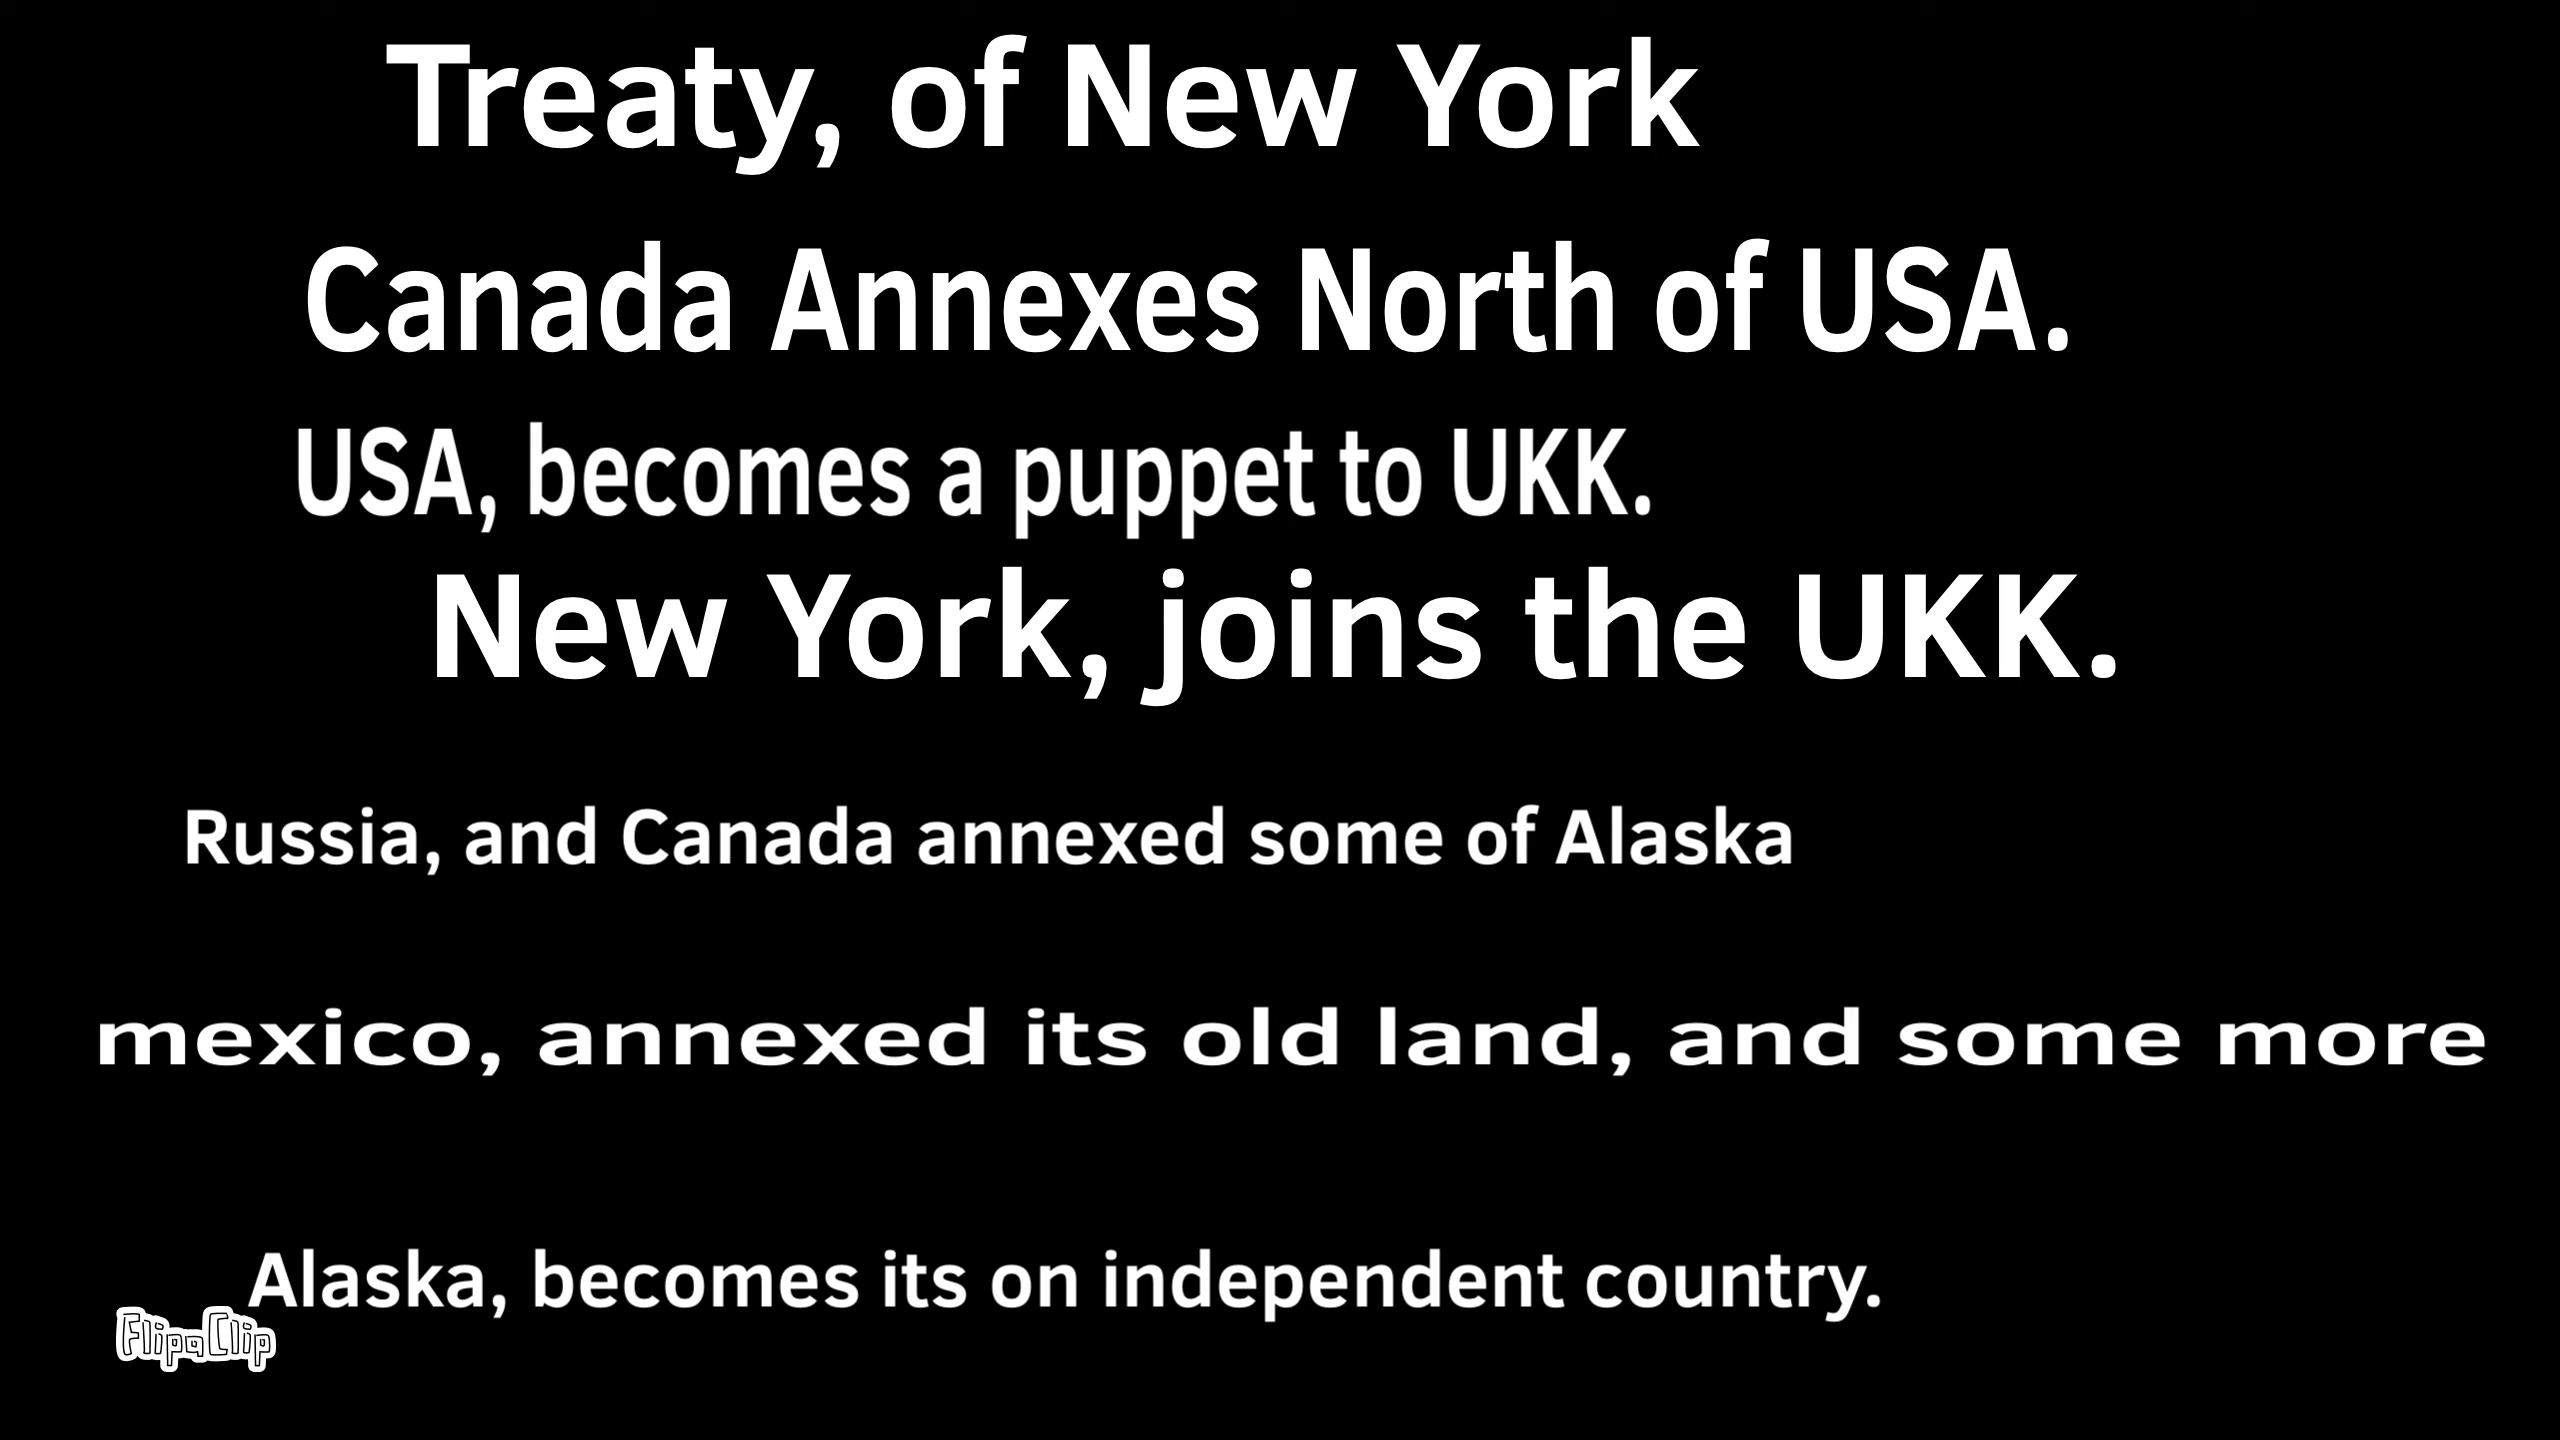 Treaty, of New York
Canada Annexes North of USA.
USA, becomes a puppet to UKK.
New York, joins the UKK.
Russia, and Canada annexed some of Alaska
mexico, annexed its old land, and some more
Alaska, becomes its on independent country.
FlipaClip